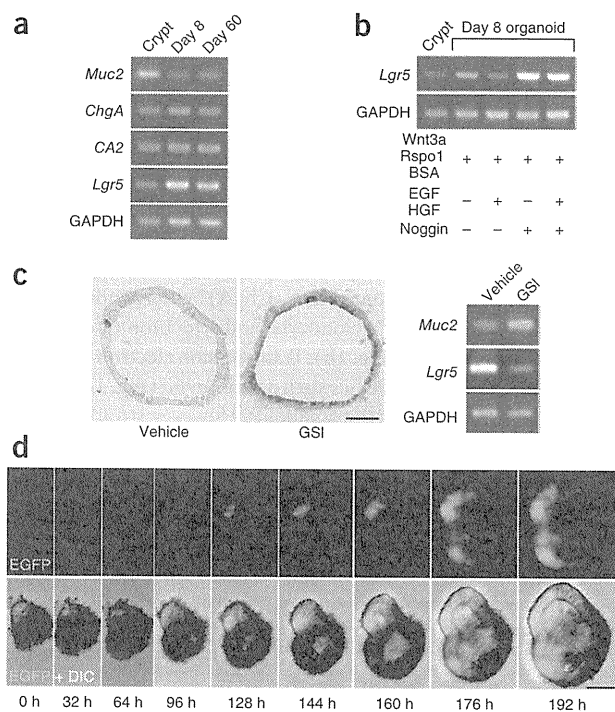 a
Crypt Day 8 Day 60
Muc2
ChgA
CA2
Lgr5
GAPDH
b
Crypt Day 8 organoid
Lgr5
GAPDH
Wnt3a
Rspo1 + + + +
BSA
EGF
HGF − + − +
Noggin − − + +
c
Vehicle GSI
Vehicle GSI
Muc2
Lgr5
GAPDH
d
EGFP
EGFP + DIC
0 h 32 h 64 h 96 h 128 h 144 h 160 h 176 h 192 h